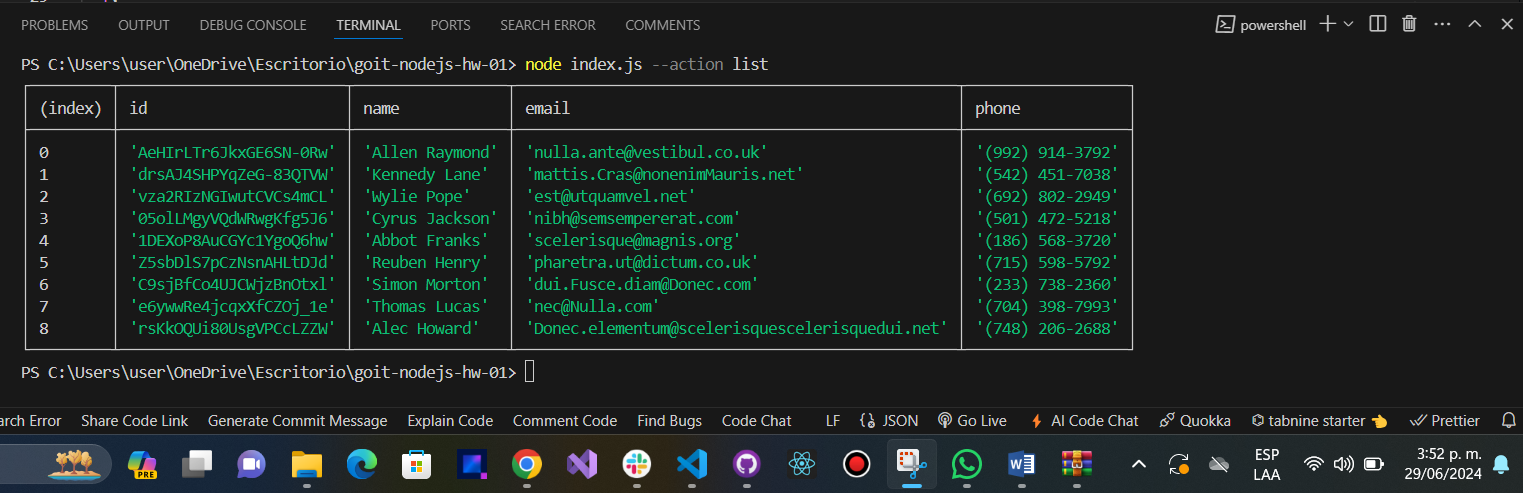 PROBLEMS OUTPUT DEBUG CONSOLE TERMINAL PORTS SEARCH ERROR COMMENTS powershell
PS C:\Users\user\OneDrive\Escritorio\goit-nodejs-hw-01> node index.js --action list
(index) id name email phone
0 'AeHIrLTr6JkxGE6SN-0Rw' 'Allen Raymond' 'nulla.ante@vestibul.co.uk' '(992) 914-3792'
1 'drsAJ4SHPYqZeG-83QTVW' 'Kennedy Lane' 'mattis.Cras@nonenimMauris.net' '(542) 451-7038'
2 'vza2RIzNGIwutCVCs4mCL' 'Wylie Pope' 'est@utquamvel.net' '(692) 802-2949'
3 '05olLMgyVQdWRwgKfg5J6' 'Cyrus Jackson' 'nibh@semsempererat.com' '(501) 472-5218'
4 '1DEXoP8AuCGYc1YgoQ6hw' 'Abbot Franks' 'scelerisque@magnis.org' '(186) 568-3720'
5 'Z5sbDlS7pCzNsnAHLtDJd' 'Reuben Henry' 'pharetra.ut@dictum.co.uk' '(715) 598-5792'
6 'C9sjBfCo4UJCWjzBnOtxl' 'Simon Morton' 'dui.Fusce.diam@Donec.com' '(233) 738-2360'
7 'e6ywwRe4jcqxXfCZOj_1e' 'Thomas Lucas' 'nec@Nulla.com' '(704) 398-7993'
8 'rsKkOQUi80UsgVPCcLZZW' 'Alec Howard' 'Donec.elementum@scelerisquescelerisquedui.net' '(748) 206-2688'
PS C:\Users\user\OneDrive\Escritorio\goit-nodejs-hw-01>
arch Error Share Code Link Generate Commit Message Explain Code Comment Code Find Bugs Code Chat LF JSON Go Live AI Code Chat Quokka tabnine starter Prettier
PRE ESP 3:52 p. m.
LAA 29/06/2024